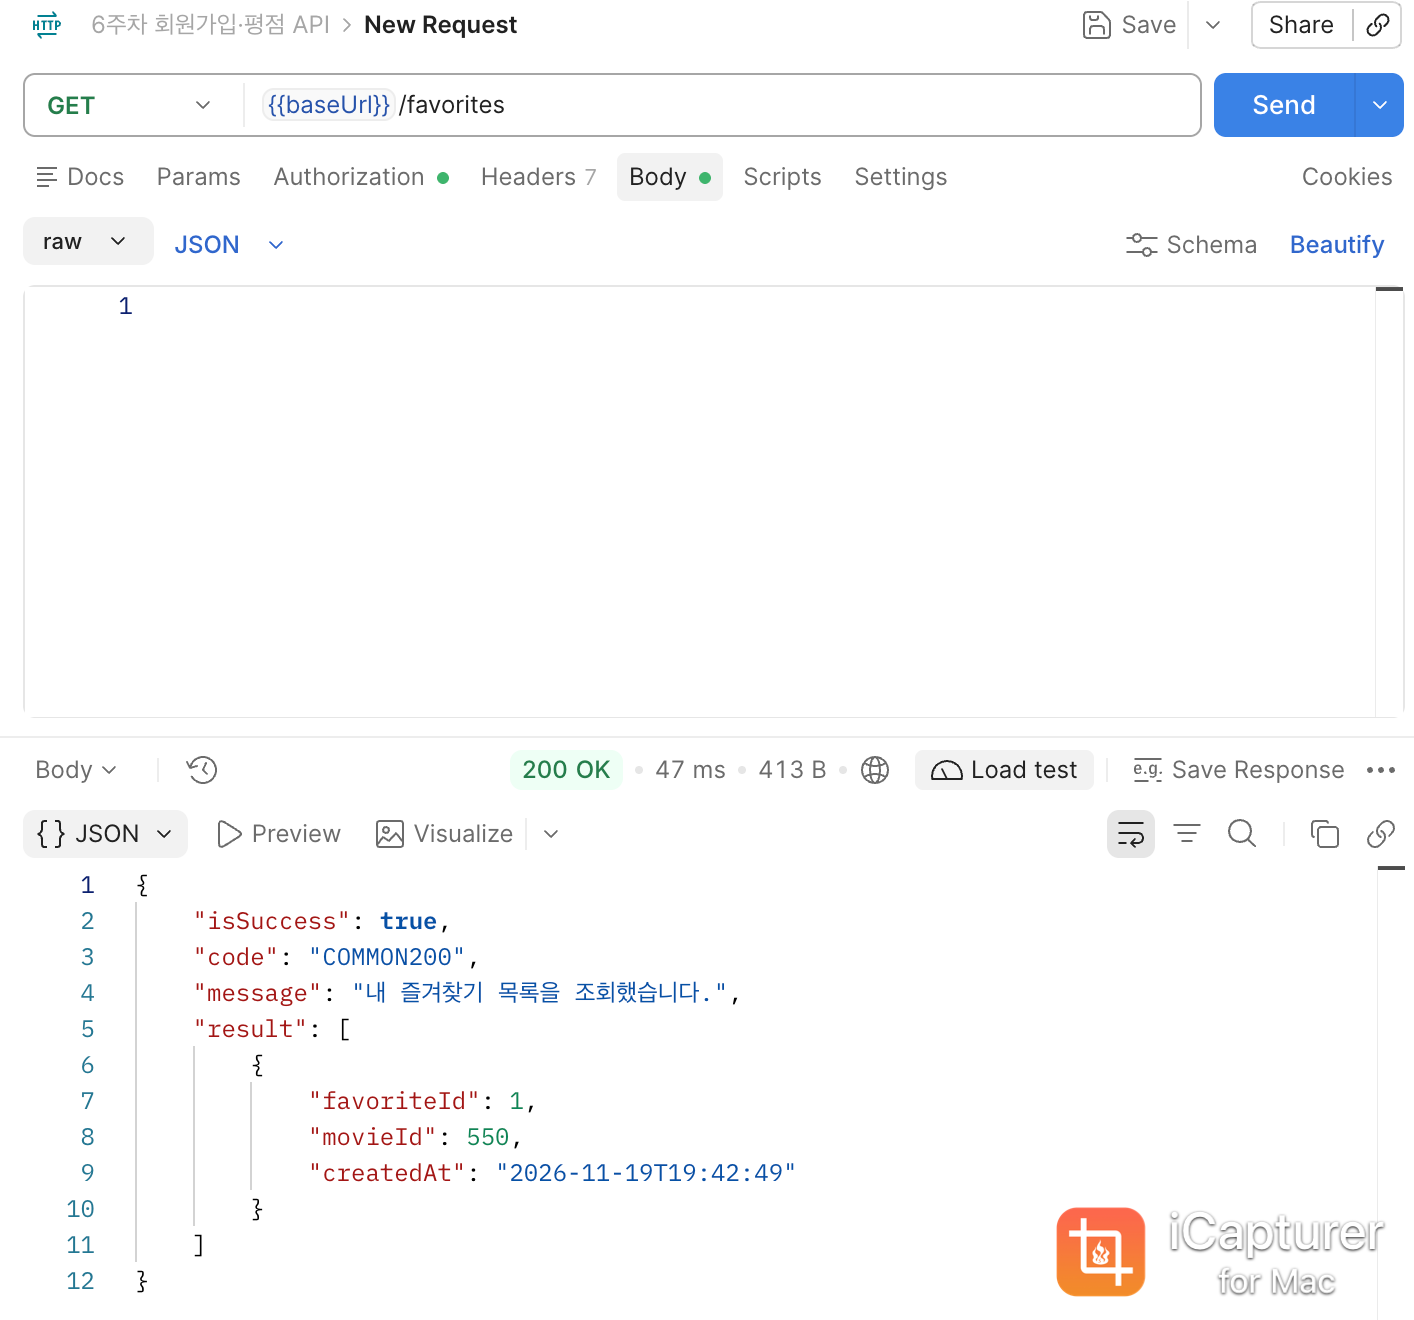 HTTP 6주차 회원가입·평점 API > New Request Save Share
GET {{baseUrl}}/favorites Send
Docs Params Authorization Headers 7 Body Scripts Settings Cookies
raw JSON Schema Beautify
1
Body 200 OK • 47 ms • 413 B • Load test e.g. Save Response
{} JSON Preview Visualize
1 {
2 "isSuccess": true,
3 "code": "COMMON200",
4 "message": "내 즐겨찾기 목록을 조회했습니다.",
5 "result": [
6 {
7 "favoriteId": 1,
8 "movieId": 550,
9 "createdAt": "2026-11-19T19:42:49"
10 }
11 ]
12 }
iCapturer
for Mac